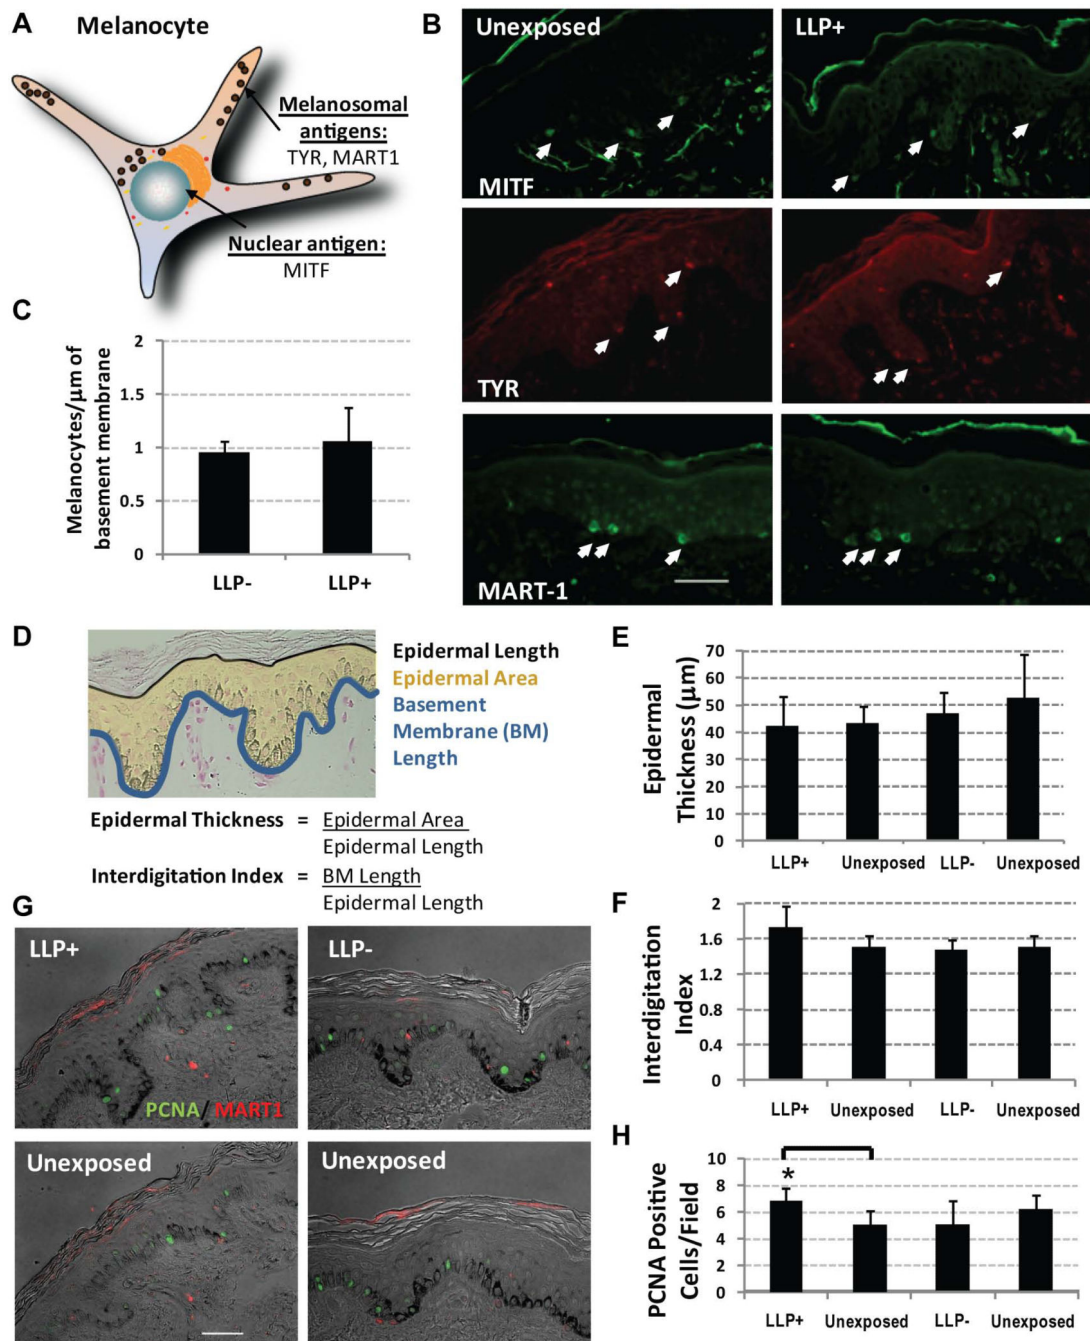 A
Melanocyte
Melanosomal
antigens:
TYR, MART1
Nuclear antigen:
MITF
B
Unexposed
LLP+
MITF
TYR
MART-1
C
Melanocytes/μm of
basement membrane
2
1.5
1
0.5
0
LLP-
LLP+
D
Epidermal Length
Epidermal Area
Basement
Membrane (BM)
Length
Epidermal Thickness = Epidermal Area
Epidermal Length
Interdigitation Index = BM Length
Epidermal Length
E
Epidermal
Thickness (μm)
70
60
50
40
30
20
10
0
LLP+
Unexposed
LLP-
Unexposed
F
Interdigitation
Index
2
1.6
1.2
0.8
0.4
0
LLP+
Unexposed
LLP-
Unexposed
G
LLP+
LLP-
PCNA/ MART1
Unexposed
Unexposed
H
PCNA Positive
Cells/Field
10
8
6
4
2
0
*
LLP+
Unexposed
LLP-
Unexposed